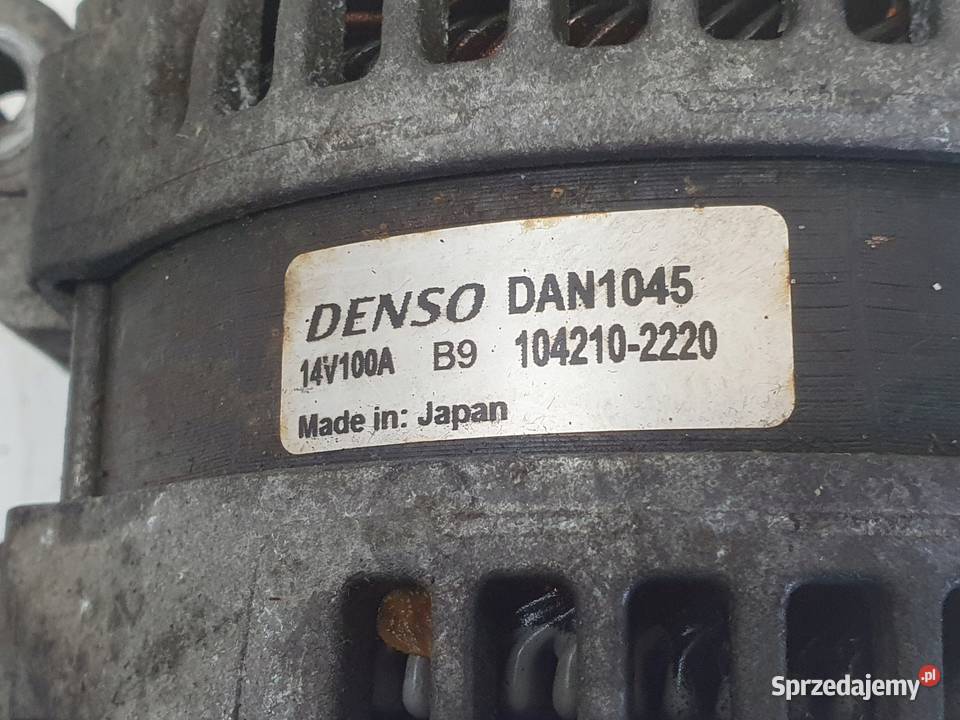 DENSO DAN1045
14V100A B9 104210-2220
Made in: Japan
Sprzedajemy.pl